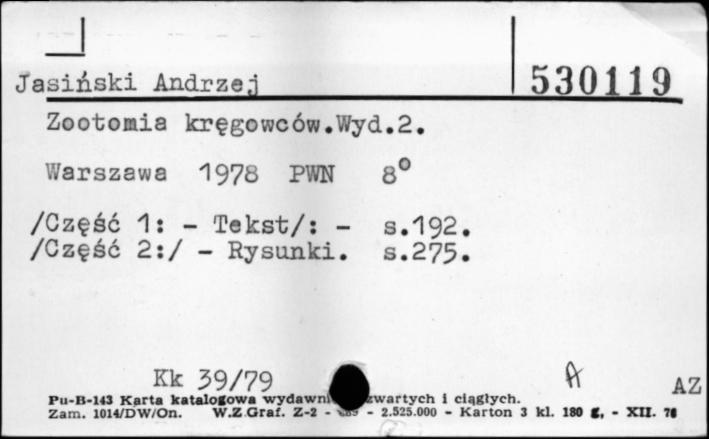 Jasiński Andrzej 530119
Zootomia kręgowców.Wyd.2.
Warszawa 1978 PWN 8°
/Część 1: - Tekst/: - s.192.
/Część 2:/ - Rysunki. s.275.
Kk 39/79 A AZ
Pu-B-143 Karta katalogowa wydawni zwartych i ciągłych.
Zam. 1014/DW/On. W.Z.Graf. Z-2 - - 2.525.000 - Karton 3 kl. 180 g. - XII. 76